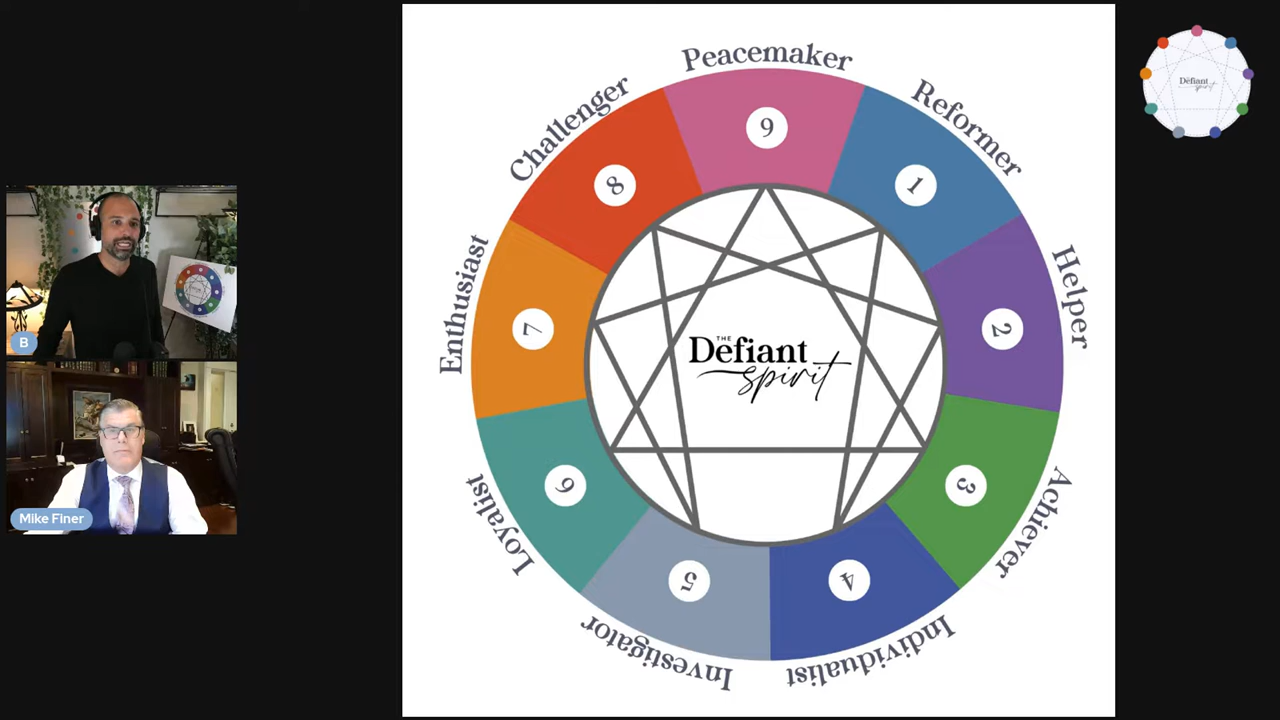 Peacemaker
9
Reformer
1
Helper
2
Achiever
3
Individualist
4
Investigator
5
Loyalist
6
Enthusiast
7
Challenger
8
THE
Defiant
spirit
B
Mike Finer
Defiant
spirit